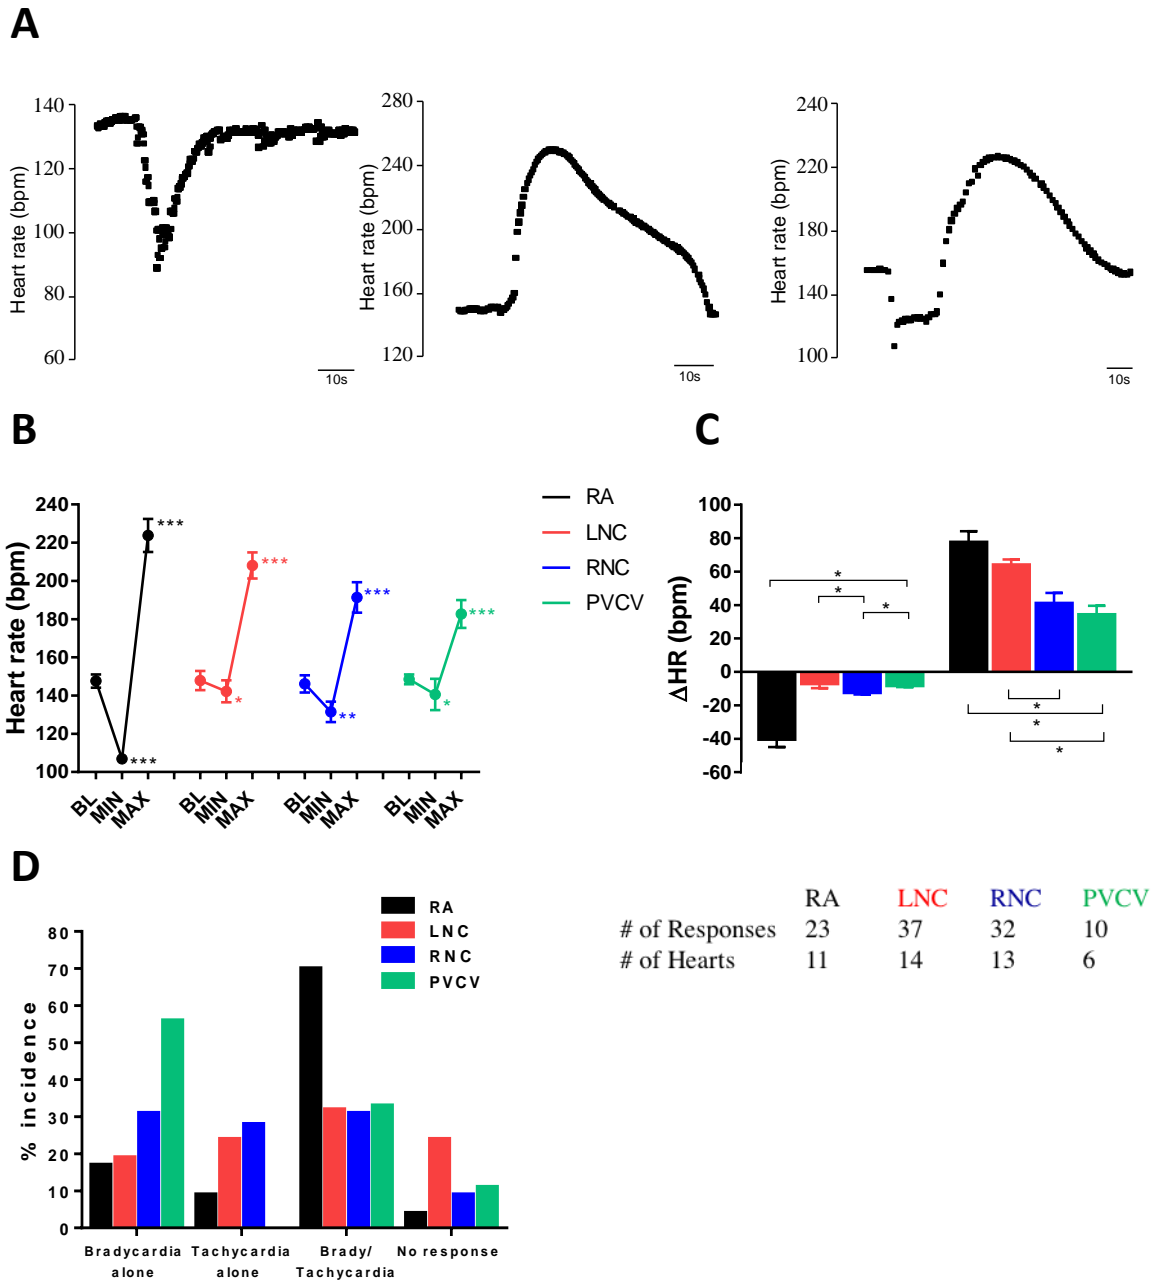 A
140
120
100
80
60
Heart rate (bpm)
10s
280
240
200
160
120
Heart rate (bpm)
10s
240
220
180
140
100
Heart rate (bpm)
10s
B
240
220
200
180
160
140
120
100
Heart rate (bpm)
*** *** *** ***
*** * ** *
BL MIN MAX BL MIN MAX BL MIN MAX BL MIN MAX
RA
LNC
RNC
PVCV
C
100
80
60
40
20
0
-20
-40
-60
ΔHR (bpm)
*
* *
*
*
*
D
RA
LNC
RNC
PVCV
80
70
60
50
40
30
20
10
0
% incidence
Bradycardia Tachycardia Brady/ No response
alone alone Tachycardia
RA LNC RNC PVCV
# of Responses 23 37 32 10
# of Hearts 11 14 13 6